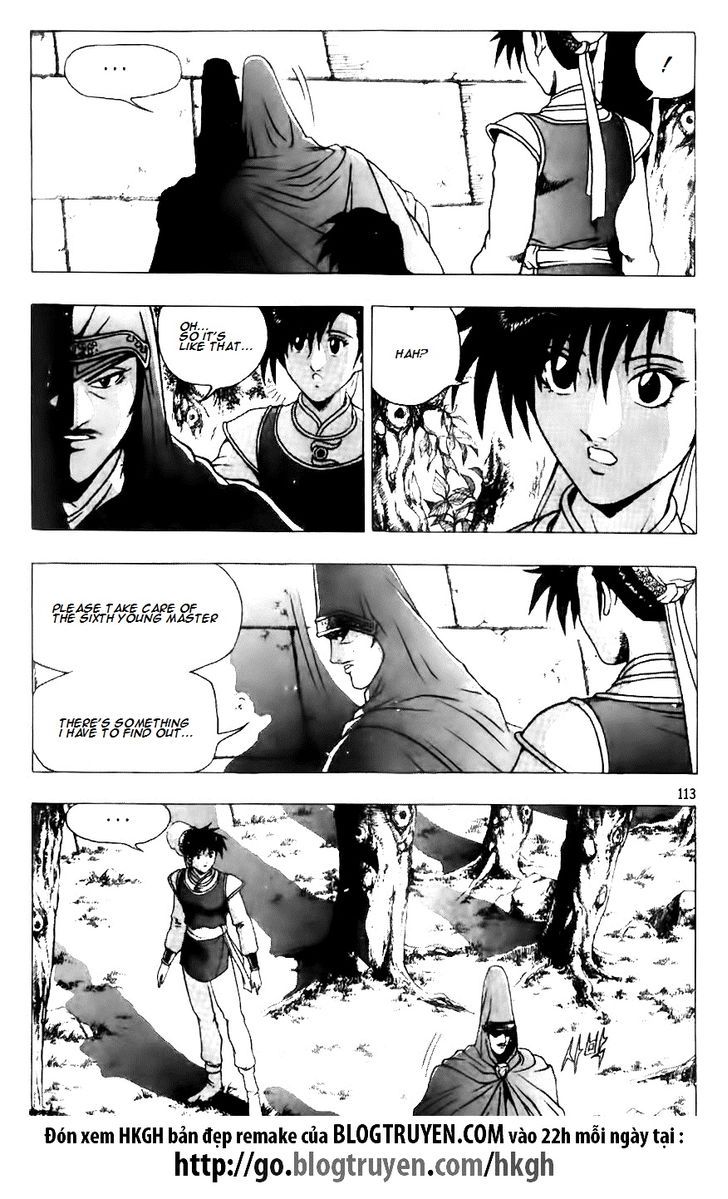 ...
!
OH...
SO IT'S
LIKE THAT...
HAH?
PLEASE TAKE CARE OF
THE SIXTH YOUNG MASTER
THERE'S SOMETHING
I HAVE TO FIND OUT...
113
...
Đón xem HKGH bản đẹp remake của BLOGTRUYEN.COM vào 22h mỗi ngày tại :
http://go.blogtruyen.com/hkgh